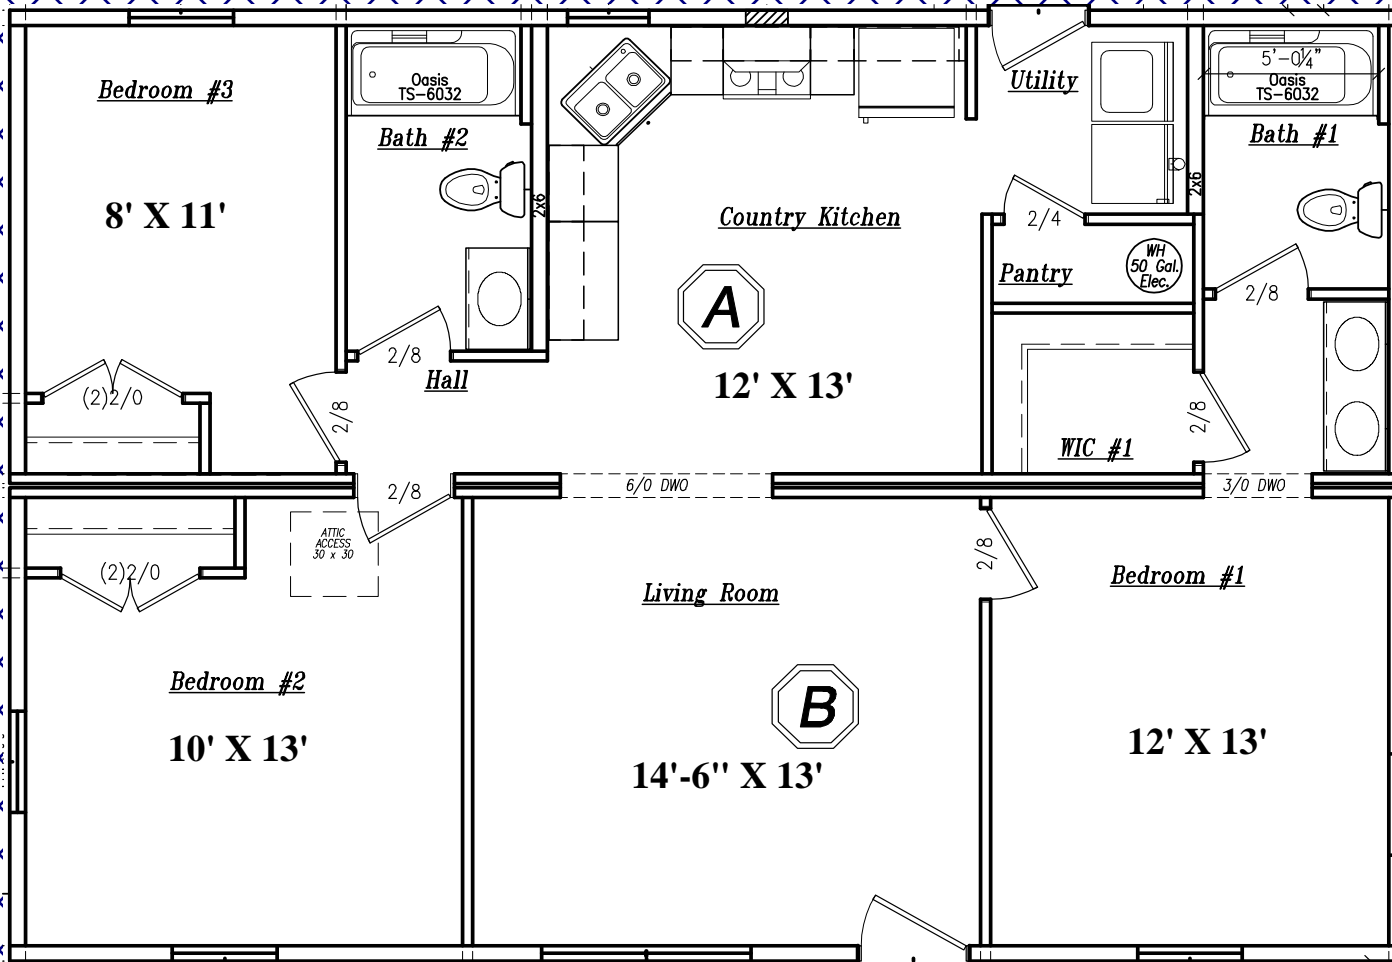 5'-0¼"
Oasis
TS-6032
Oasis
TS-6032
Bedroom #3
Utility
Bath #2
Bath #1
8' X 11'
2x6
2x6
Country Kitchen
2/4
Pantry
WH
50 Gal.
Elec.
2/8
A
2/8
Hall
12' X 13'
(2)2/0
2/8
2/8
WIC #1
2/8
6/0 DWO
3/0 DWO
ATTIC
ACCESS
30 x 30
2/8
(2)2/0
Living Room
Bedroom #1
Bedroom #2
B
10' X 13'
14'-6" X 13'
12' X 13'